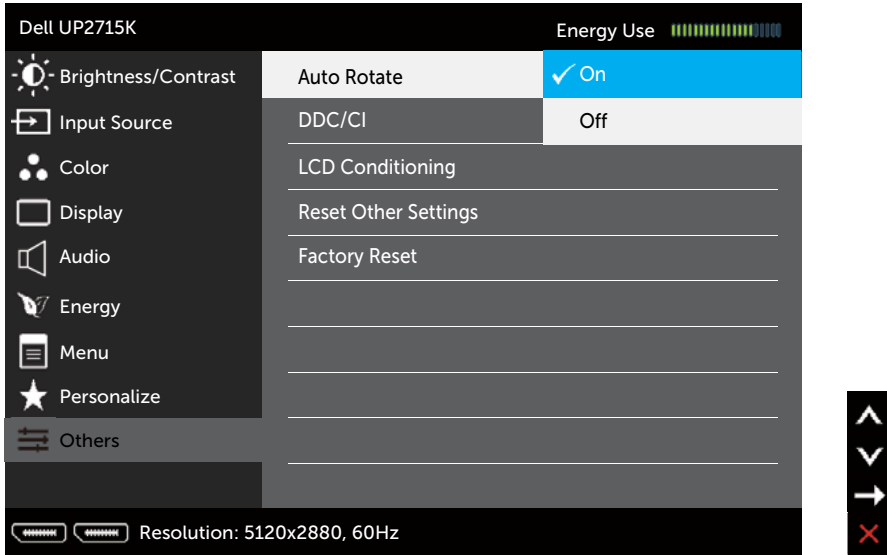 Dell UP2715K
Energy Use
Brightness/Contrast
Auto Rotate
On
Input Source
DDC/CI
Off
Color
LCD Conditioning
Display
Reset Other Settings
Audio
Factory Reset
Energy
Menu
Personalize
Others
Resolution: 5120x2880, 60Hz